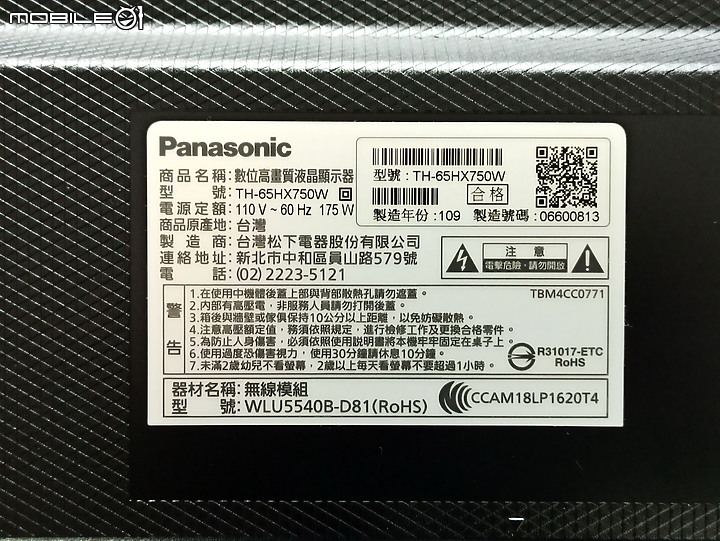 MOBILE01
Panasonic
商品名稱:數位高畫質液晶顯示器
型號:TH-65HX750W
電源定額:110 V ~ 60 Hz 175 W
商品原產地:台灣
製造商:台灣松下電器股份有限公司
連絡地址:新北市中和區員山路579號
電話:(02) 2223-5121
型號:TH-65HX750W
合格
製造年份:109 製造號碼:06600813
注意
電擊危險,請勿開啟
警告
TBM4CC0771
1.在使用中機體後蓋上部與背部散熱孔請勿遮蓋。
2.內部有高壓電,非服務人員請勿打開後蓋。
3.箱後與牆壁或傢俱保持10公分以上距離,以免妨礙散熱。
4.注意高壓額定值,務須依照規定,進行檢修工作及更換合格零件。
5.為防止人身傷害,必須依照使用說明書將本機牢牢固定在桌子上。
6.使用過度恐傷害視力,使用30分鐘請休息10分鐘。
7.未滿2歲幼兒不看螢幕,2歲以上每天看螢幕不要超過1小時。
R31017-ETC
RoHS
器材名稱:無線模組
型號:WLU5540B-D81(RoHS)
CCAM18LP1620T4